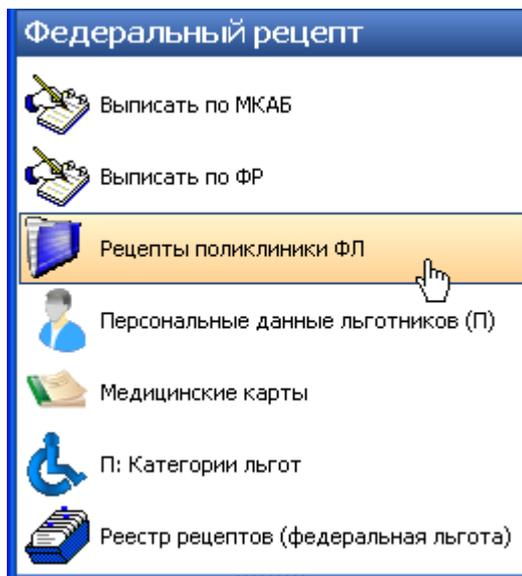 Федеральный рецепт
Выписать по МКАБ
Выписать по ФР
Рецепты поликлиники ФЛ
Персональные данные льготников (П)
Медицинские карты
П: Категории льгот
Реестр рецептов (федеральная льгота)